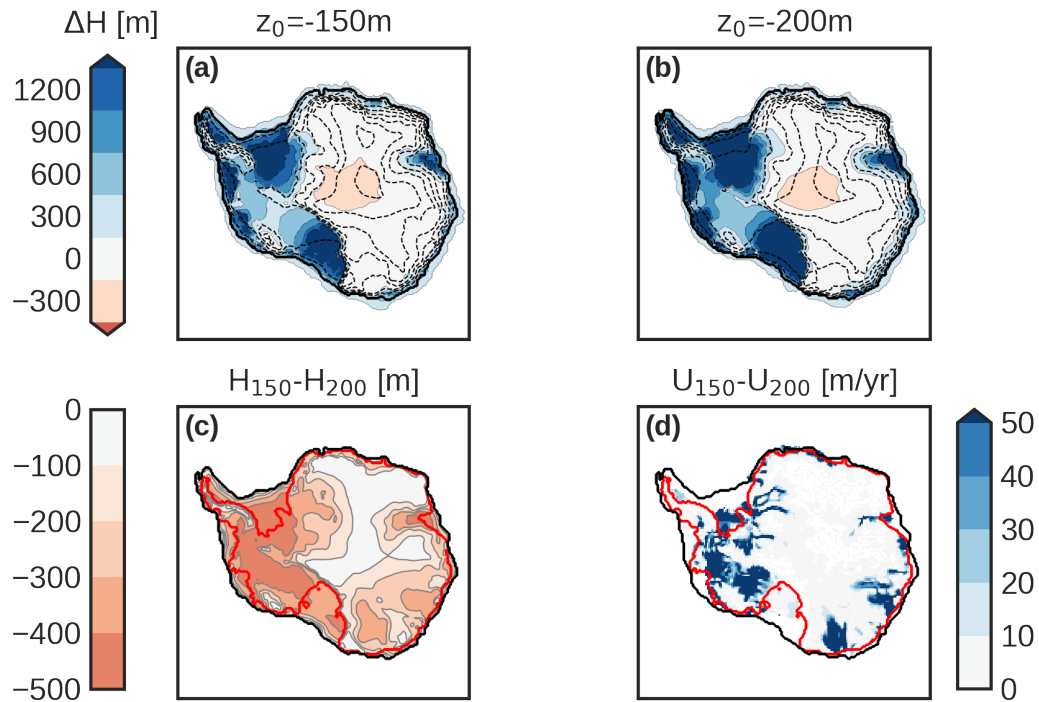 ΔH [m]
z₀=-150m
z₀=-200m
(a)
(b)
1200
900
600
300
0
−300
H₁₅₀-H₂₀₀ [m]
U₁₅₀-U₂₀₀ [m/yr]
(c)
(d)
0
−100
−200
−300
−400
−500
50
40
30
20
10
0